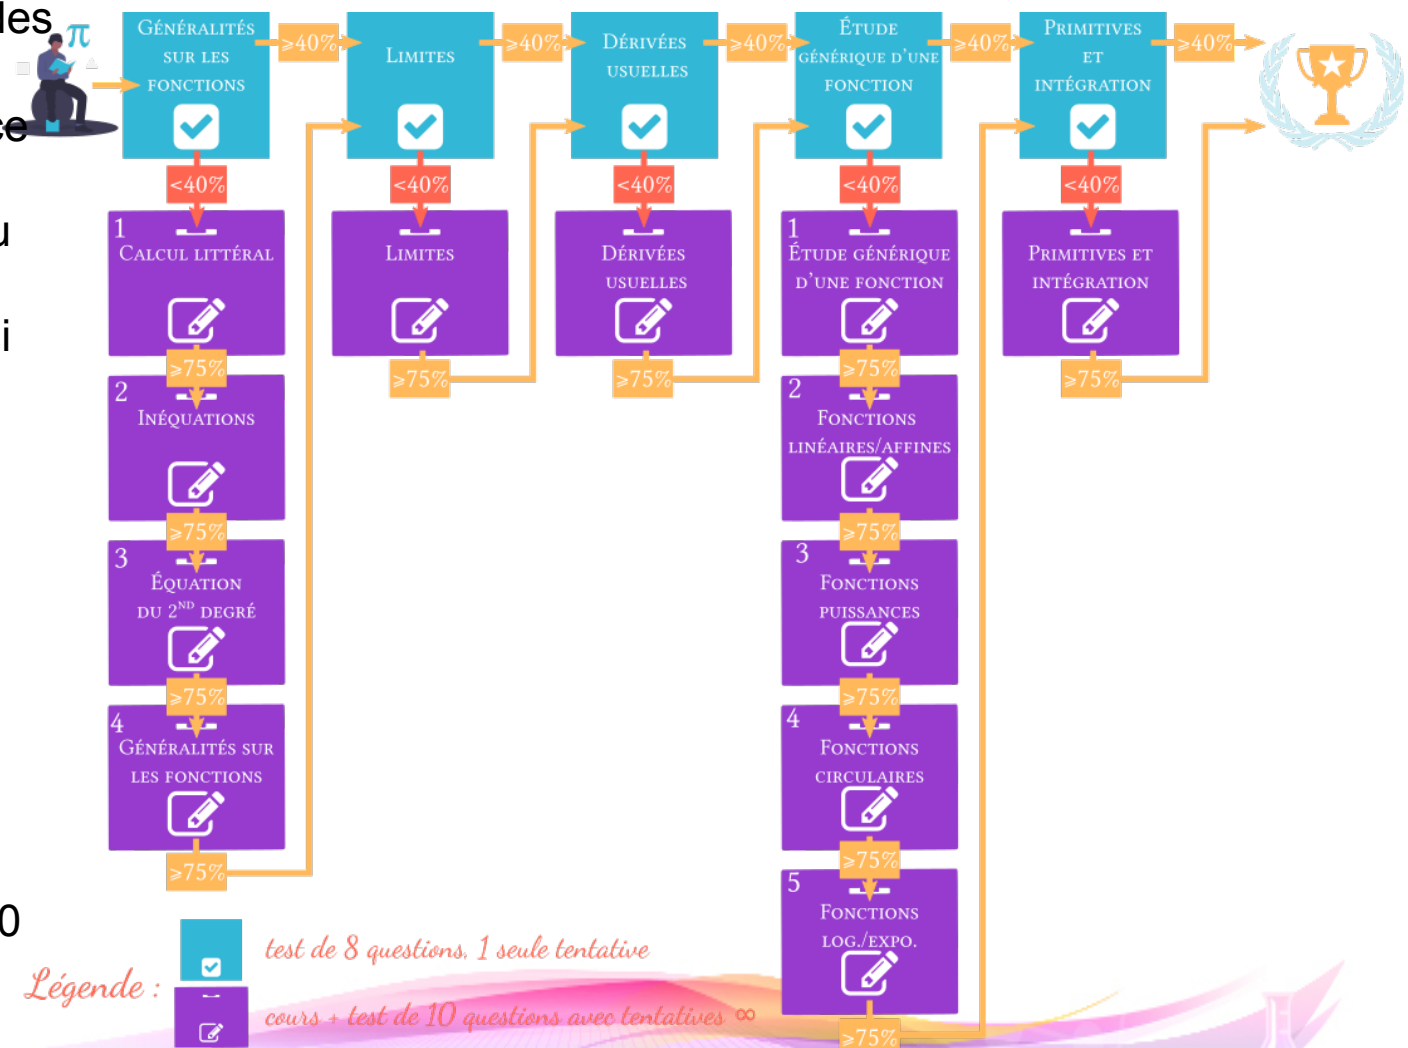 les
ce
u
i
0
π
GÉNÉRALITÉS
SUR LES
FONCTIONS
⩾40%
LIMITES
⩾40%
DÉRIVÉES
USUELLES
⩾40%
ÉTUDE
GÉNÉRIQUE D'UNE
FONCTION
⩾40%
PRIMITIVES
ET
INTÉGRATION
⩾40%
<40%
<40%
<40%
<40%
<40%
1
CALCUL LITTÉRAL
⩾75%
2
INÉQUATIONS
⩾75%
3
ÉQUATION
DU 2ND DEGRÉ
⩾75%
4
GÉNÉRALITÉS SUR
LES FONCTIONS
⩾75%
LIMITES
⩾75%
DÉRIVÉES
USUELLES
⩾75%
1
ÉTUDE GÉNÉRIQUE
D'UNE FONCTION
⩾75%
2
FONCTIONS
LINÉAIRES/AFFINES
⩾75%
3
FONCTIONS
PUISSANCES
⩾75%
4
FONCTIONS
CIRCULAIRES
⩾75%
5
FONCTIONS
LOG./EXPO.
⩾75%
PRIMITIVES ET
INTÉGRATION
⩾75%
Légende :
test de 8 questions, 1 seule tentative
cours + test de 10 questions avec tentatives ∞